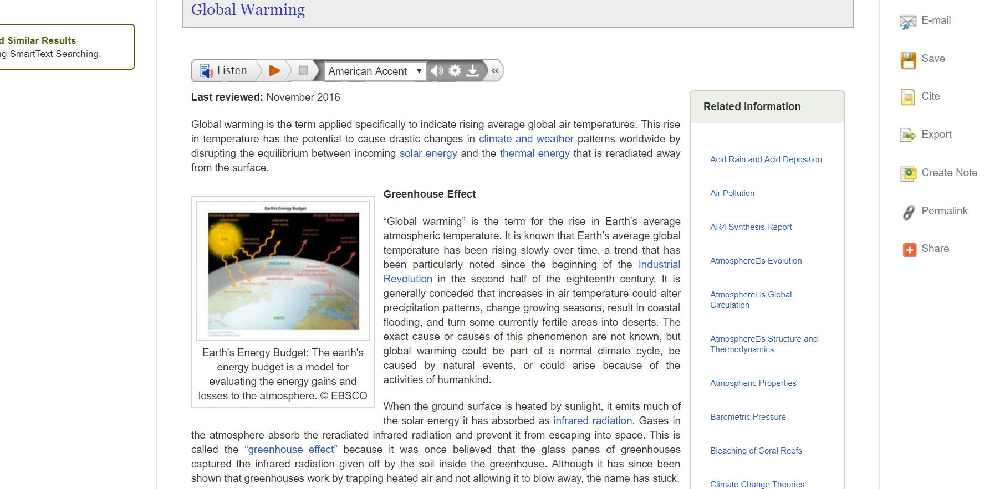 Global Warming
d Similar Results
ng SmartText Searching.
Listen
American Accent
Last reviewed: November 2016
Global warming is the term applied specifically to indicate rising average global air temperatures. This rise
in temperature has the potential to cause drastic changes in climate and weather patterns worldwide by
disrupting the equilibrium between incoming solar energy and the thermal energy that is reradiated away
from the surface.
Earth's Energy Budget
ATMOSPHERE
EARTH
Earth's Energy Budget: The earth's
energy budget is a model for
evaluating the energy gains and
losses to the atmosphere. © EBSCO
Greenhouse Effect
“Global warming” is the term for the rise in Earth’s average
atmospheric temperature. It is known that Earth’s average global
temperature has been rising slowly over time, a trend that has
been particularly noted since the beginning of the Industrial
Revolution in the second half of the eighteenth century. It is
generally conceded that increases in air temperature could alter
precipitation patterns, change growing seasons, result in coastal
flooding, and turn some currently fertile areas into deserts. The
exact cause or causes of this phenomenon are not known, but
global warming could be part of a normal climate cycle, be
caused by natural events, or could arise because of the
activities of humankind.
When the ground surface is heated by sunlight, it emits much of
the solar energy it has absorbed as infrared radiation. Gases in
the atmosphere absorb the reradiated infrared radiation and prevent it from escaping into space. This is
called the “greenhouse effect” because it was once believed that the glass panes of greenhouses
captured the infrared radiation given off by the soil inside the greenhouse. Although it has since been
shown that greenhouses work by trapping heated air and not allowing it to blow away, the name has stuck.
Related Information
Acid Rain and Acid Deposition
Air Pollution
AR4 Synthesis Report
Atmosphere□s Evolution
Atmosphere□s Global
Circulation
Atmosphere□s Structure and
Thermodynamics
Atmospheric Properties
Barometric Pressure
Bleaching of Coral Reefs
Climate Change Theories
E-mail
Save
Cite
Export
Create Note
Permalink
Share